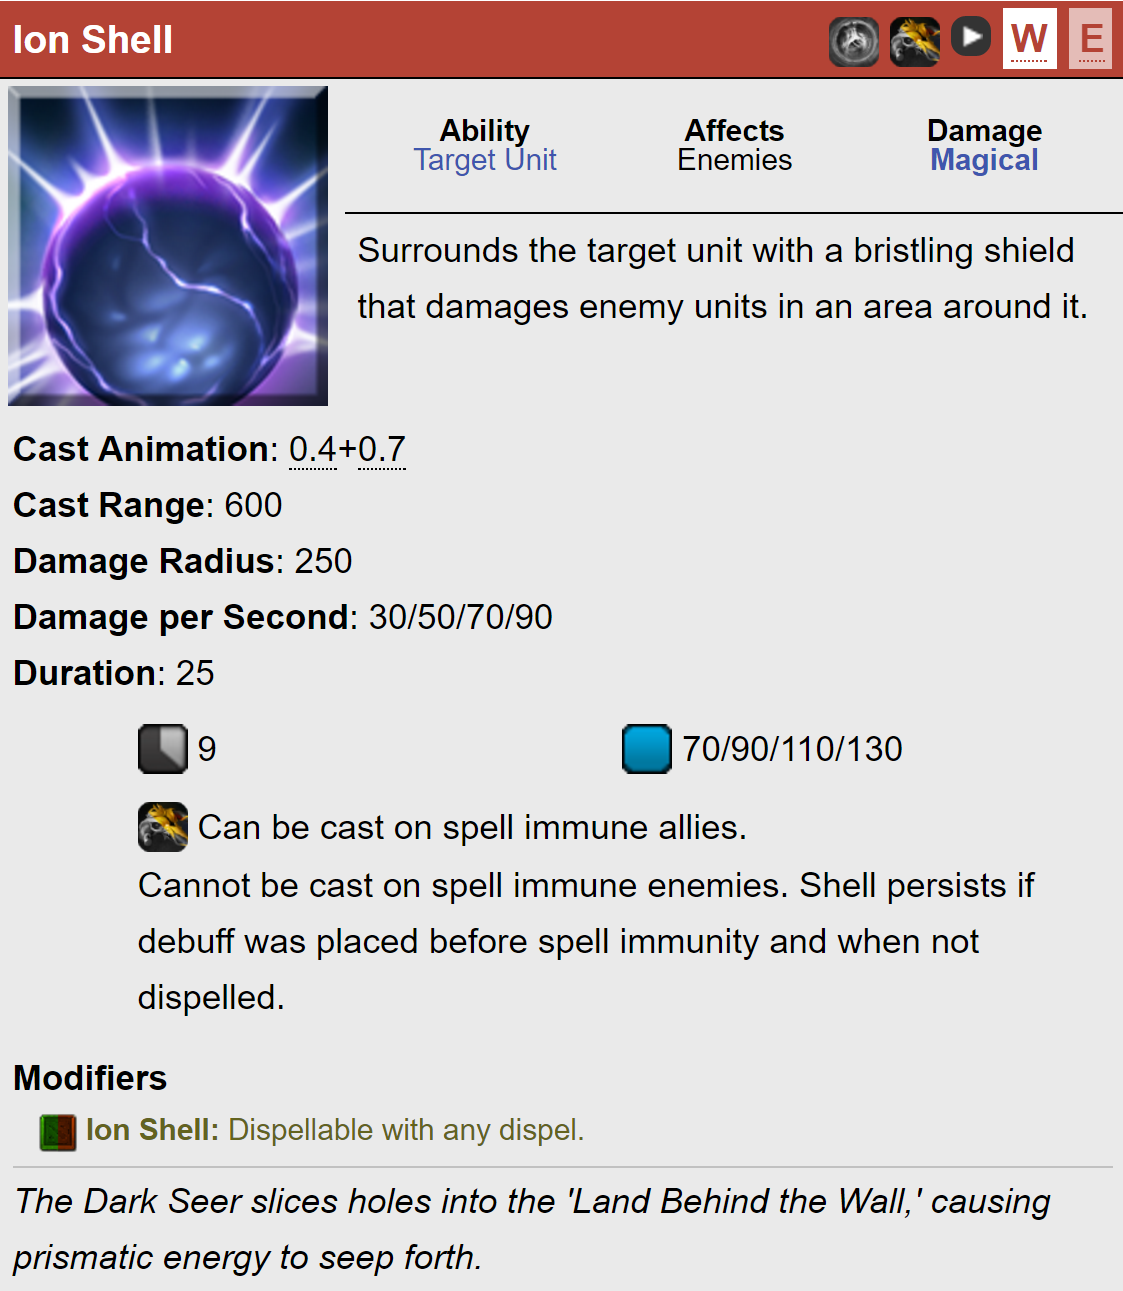 Ion Shell W E
Ability Affects Damage
Target Unit Enemies Magical
Surrounds the target unit with a bristling shield
that damages enemy units in an area around it.
Cast Animation: 0.4+0.7
Cast Range: 600
Damage Radius: 250
Damage per Second: 30/50/70/90
Duration: 25
9 70/90/110/130
Can be cast on spell immune allies.
Cannot be cast on spell immune enemies. Shell persists if
debuff was placed before spell immunity and when not
dispelled.
Modifiers
Ion Shell: Dispellable with any dispel.
The Dark Seer slices holes into the 'Land Behind the Wall,' causing
prismatic energy to seep forth.